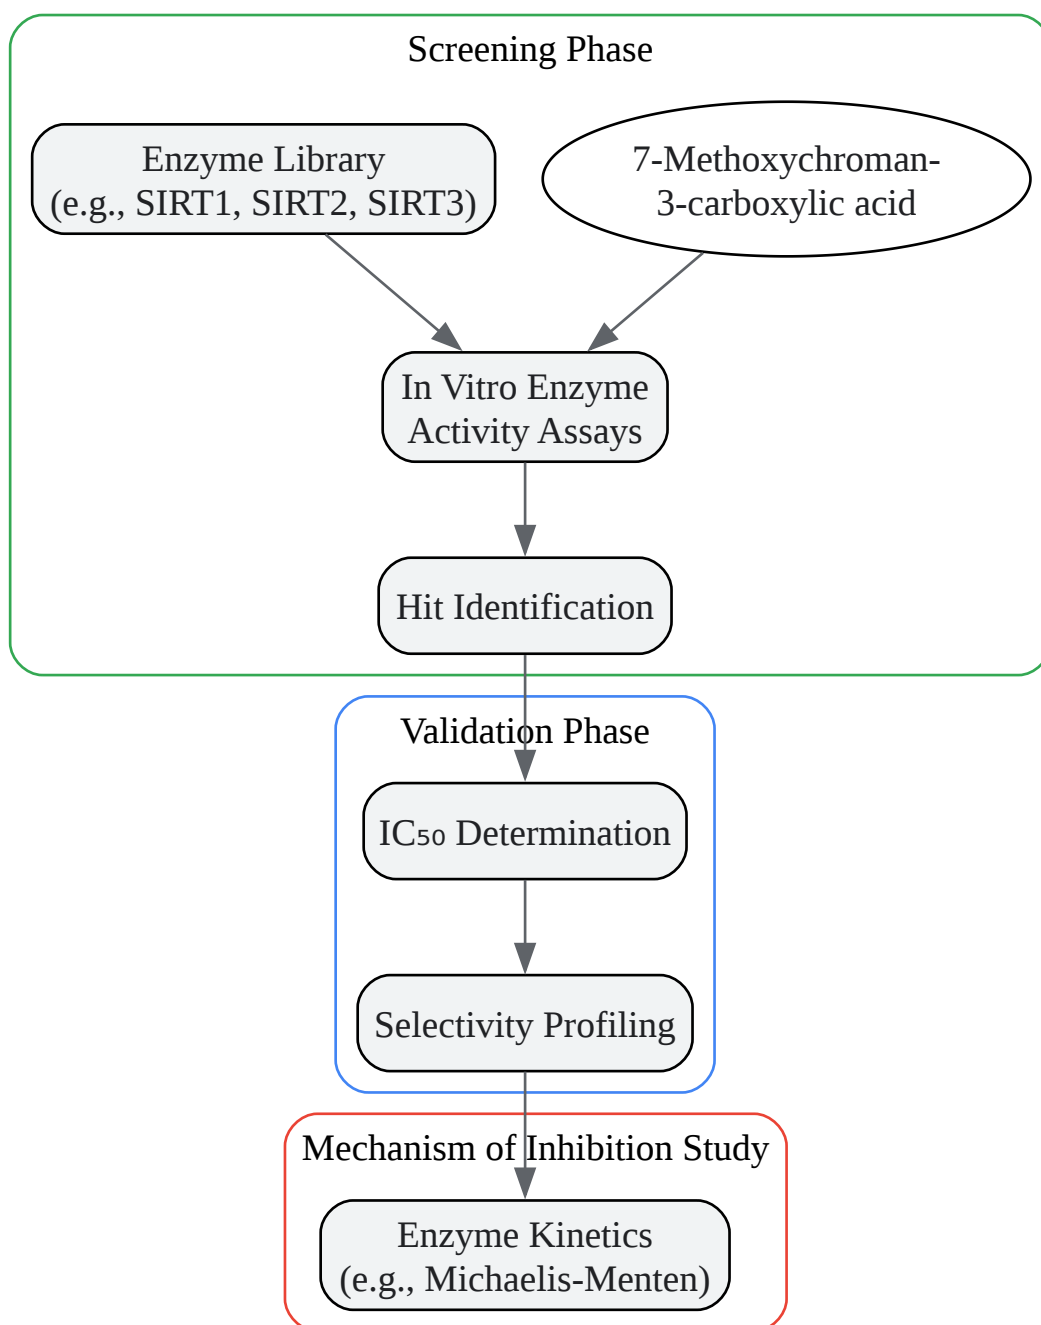 Screening Phase
Enzyme Library
(e.g., SIRT1, SIRT2, SIRT3)
7-Methoxychroman-
3-carboxylic acid
In Vitro Enzyme
Activity Assays
Hit Identification
Validation Phase
IC₅₀ Determination
Selectivity Profiling
Mechanism of Inhibition Study
Enzyme Kinetics
(e.g., Michaelis-Menten)